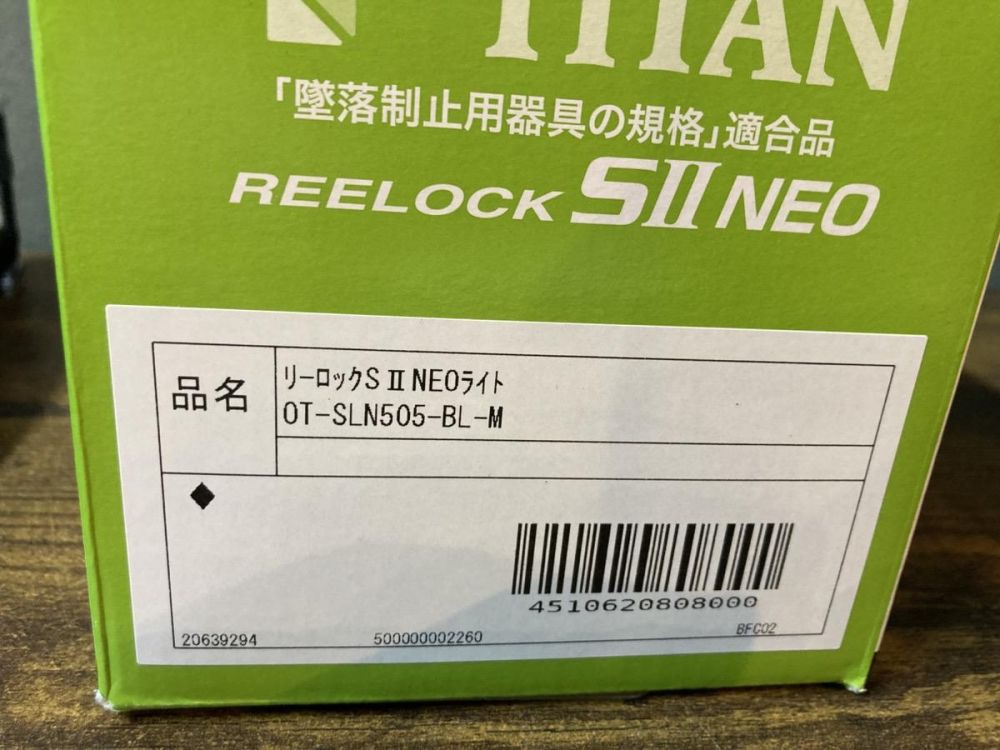 TITAN
「墜落制止用器具の規格」適合品
REELOCK SⅡ NEO
品名
リーロックSⅡNEOライト
OT-SLN505-BL-M
4510620808000
20639294 500000002260 BFC02